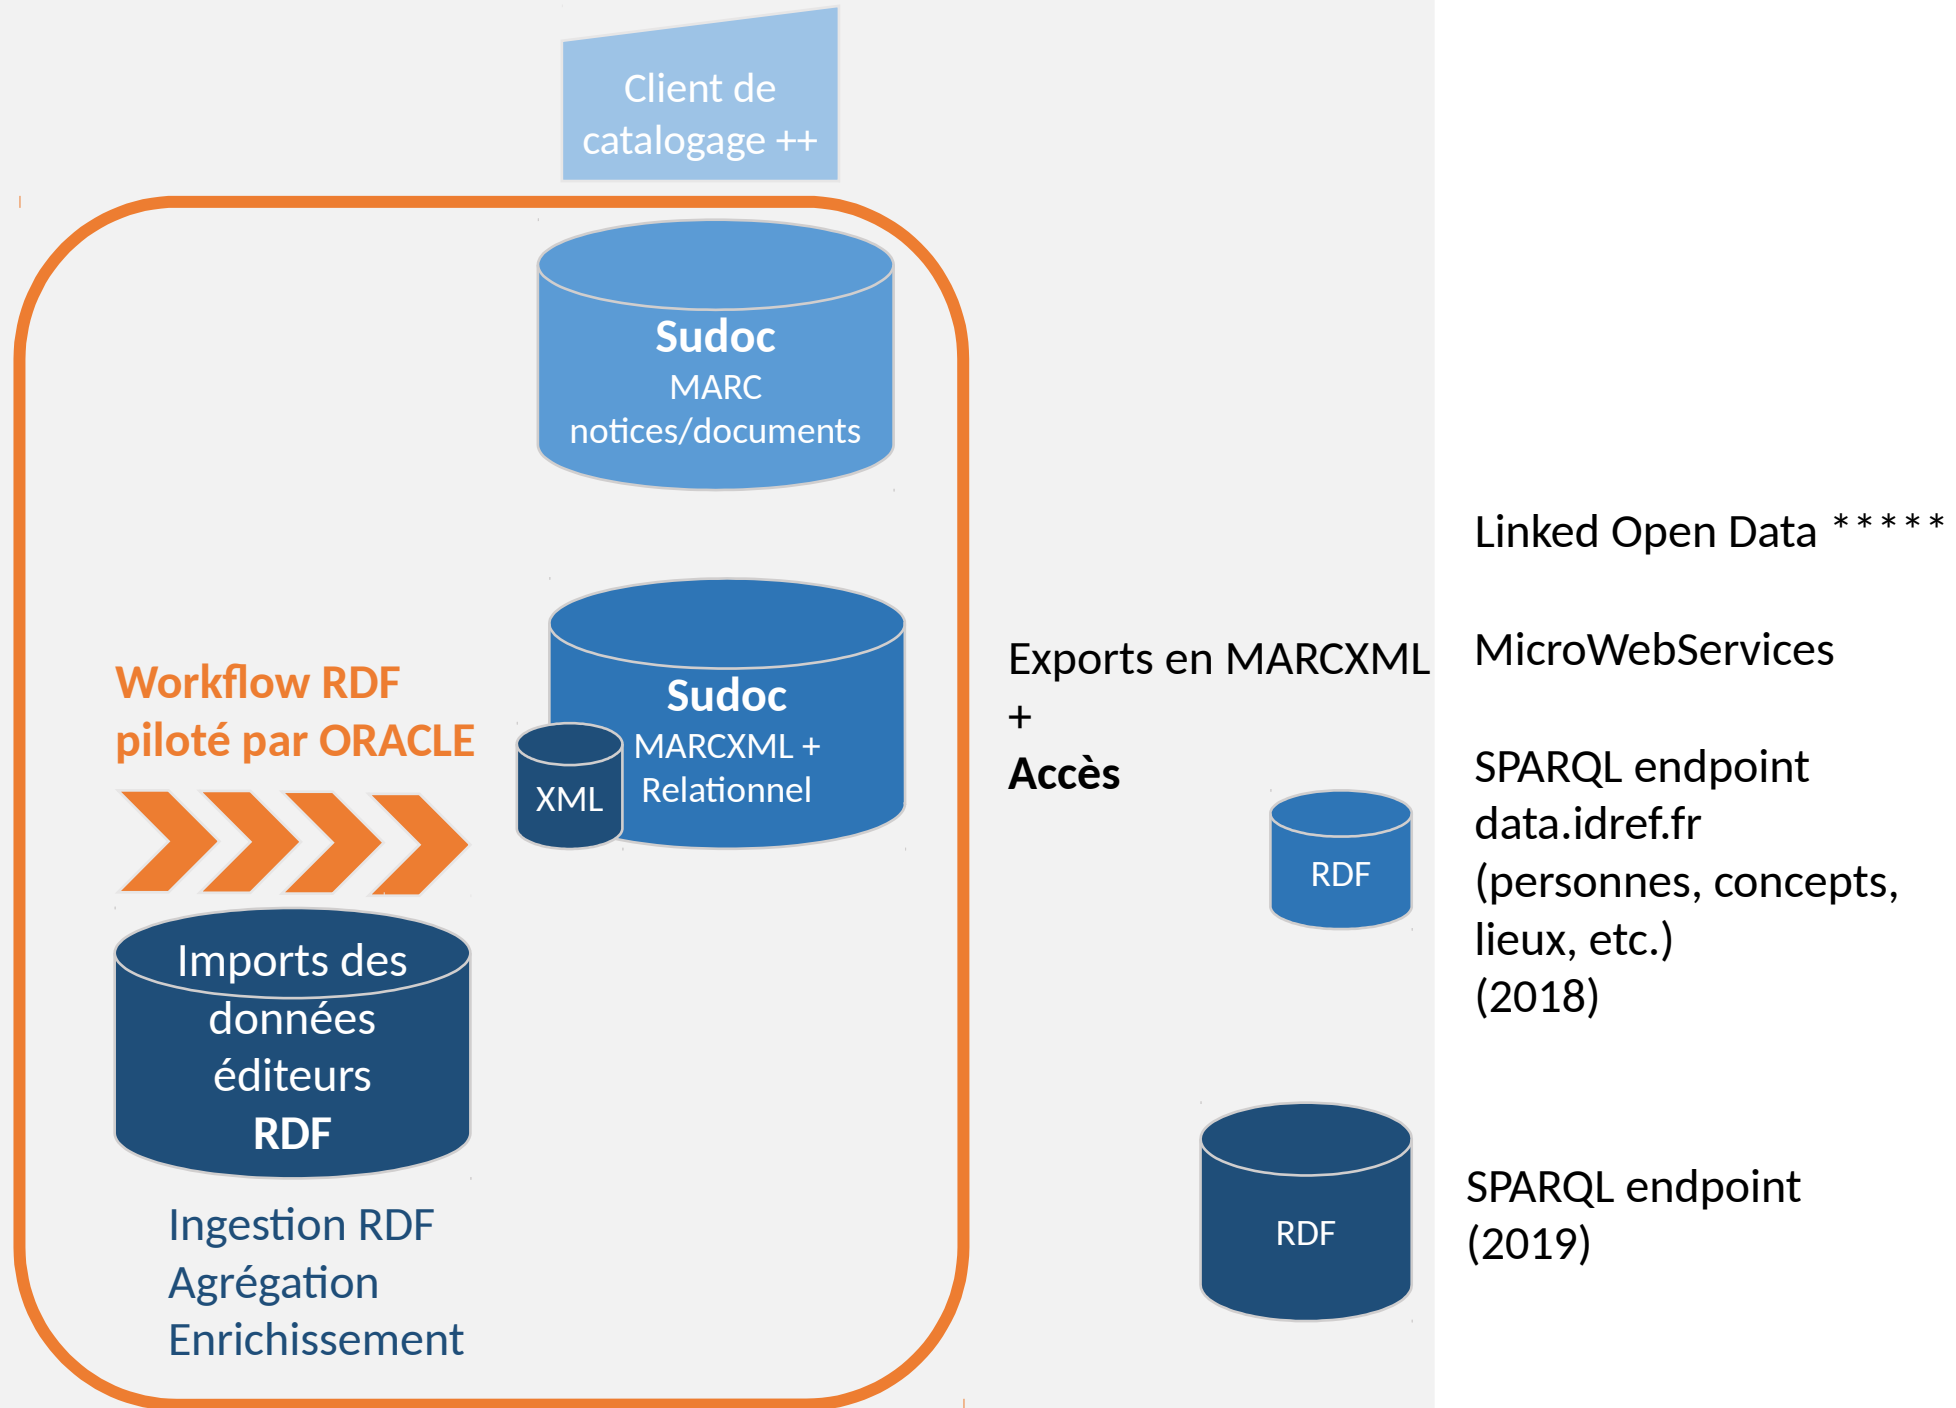 Client de
catalogage ++
Sudoc
MARC
notices/documents
Workflow RDF
piloté par ORACLE
Sudoc
MARCXML +
Relationnel
XML
Imports des
données
éditeurs
RDF
Ingestion RDF
Agrégation
Enrichissement
Exports en MARCXML
+
Accès
RDF
RDF
Linked Open Data *****
MicroWebServices
SPARQL endpoint
data.idref.fr
(personnes, concepts,
lieux, etc.)
(2018)
SPARQL endpoint
(2019)